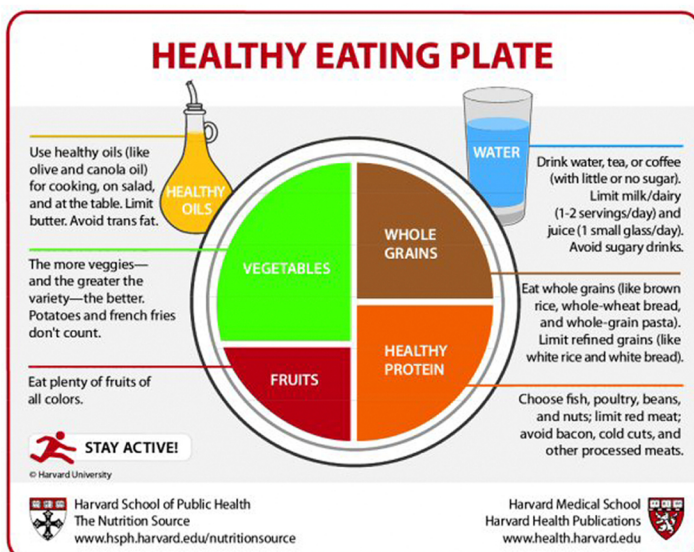 HEALTHY EATING PLATE
Use healthy oils (like
olive and canola oil)
for cooking, on salad,
and at the table. Limit
butter. Avoid trans fat.
HEALTHY
OILS
The more veggies—
and the greater the
variety—the better.
Potatoes and french fries
don't count.
Eat plenty of fruits of
all colors.
STAY ACTIVE!
© Harvard University
VEGETABLES
FRUITS
WHOLE
GRAINS
HEALTHY
PROTEIN
WATER
Drink water, tea, or coffee
(with little or no sugar).
Limit milk/dairy
(1-2 servings/day) and
juice (1 small glass/day).
Avoid sugary drinks.
Eat whole grains (like brown
rice, whole-wheat bread,
and whole-grain pasta).
Limit refined grains (like
white rice and white bread).
Choose fish, poultry, beans,
and nuts; limit red meat;
avoid bacon, cold cuts, and
other processed meats.
Harvard School of Public Health
The Nutrition Source
www.hsph.harvard.edu/nutritionsource
Harvard Medical School
Harvard Health Publications
www.health.harvard.edu